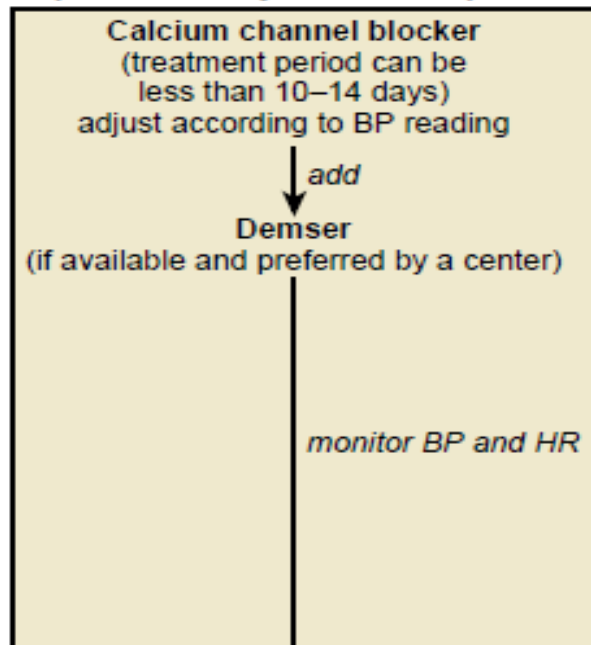 Calcium channel blocker
(treatment period can be
less than 10–14 days)
adjust according to BP reading
add
Demser
(if available and preferred by a center)
monitor BP and HR